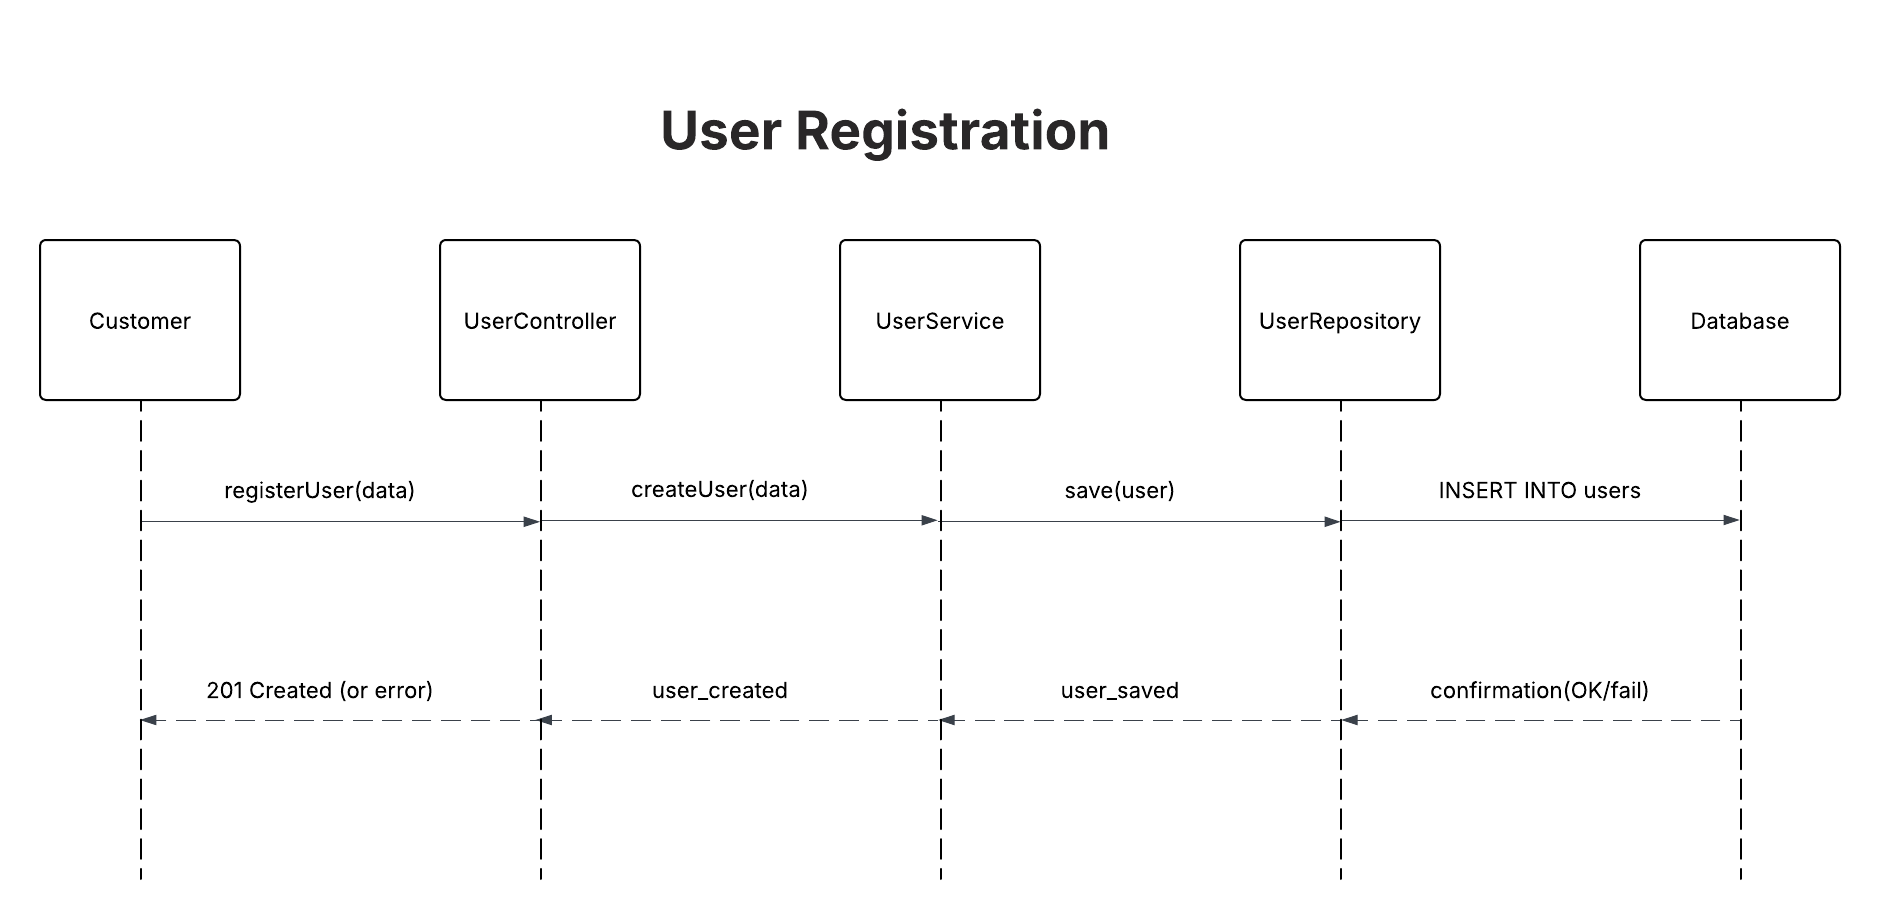 User Registration
Customer
UserController
UserService
UserRepository
Database
registerUser(data)
createUser(data)
save(user)
INSERT INTO users
201 Created (or error)
user_created
user_saved
confirmation(OK/fail)